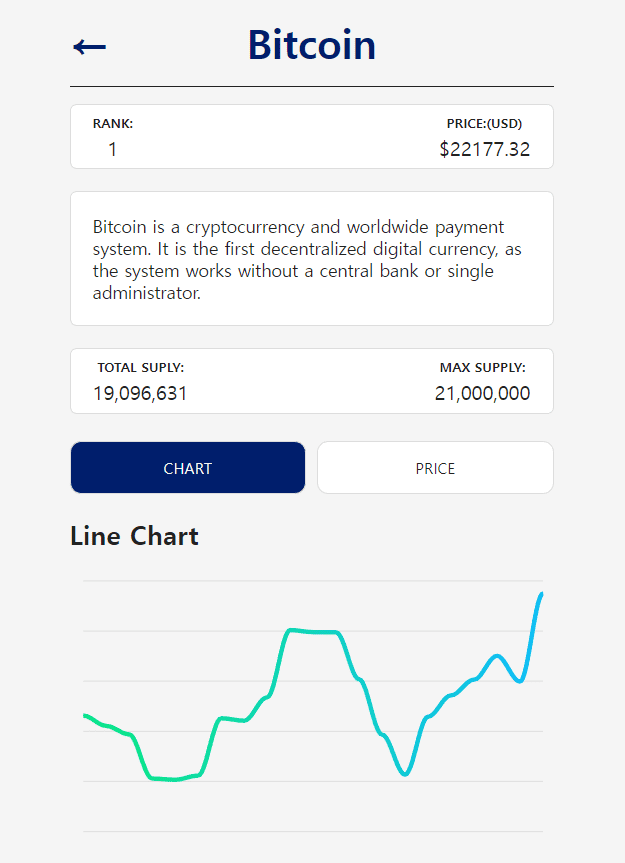 ←
Bitcoin
RANK:
PRICE:(USD)
1
$22177.32
Bitcoin is a cryptocurrency and worldwide payment
system. It is the first decentralized digital currency, as
the system works without a central bank or single
administrator.
TOTAL SUPLY:
MAX SUPPLY:
19,096,631
21,000,000
CHART
PRICE
Line Chart